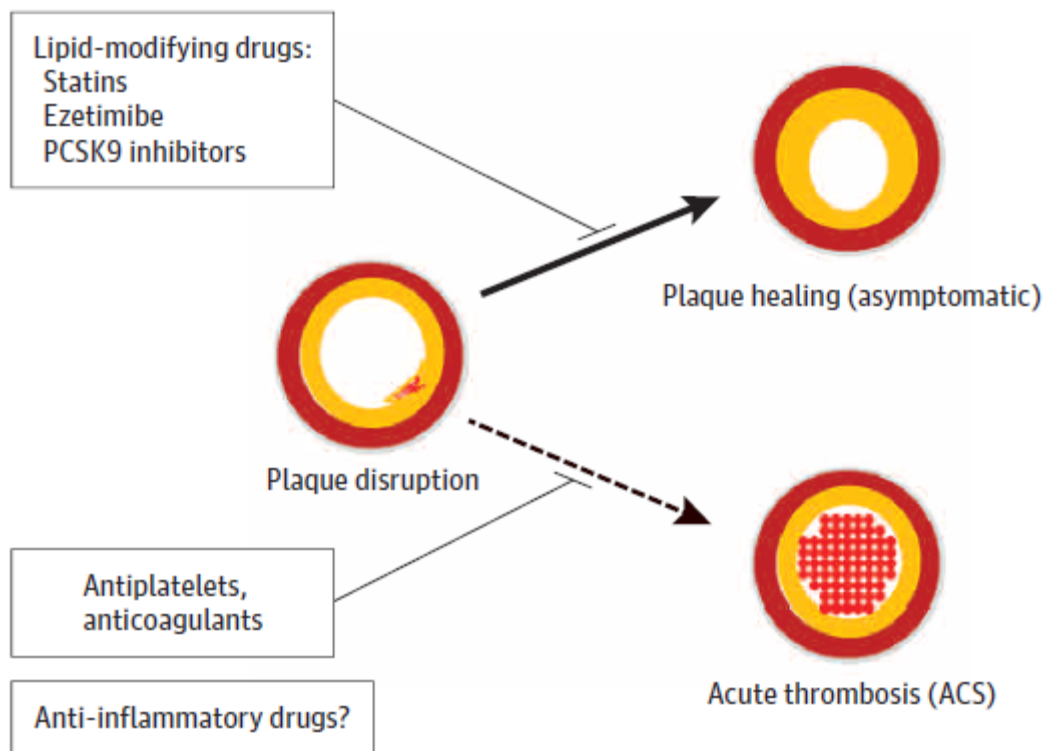 Lipid-modifying drugs:
Statins
Ezetimibe
PCSK9 inhibitors
Plaque healing (asymptomatic)
Plaque disruption
Antiplatelets,
anticoagulants
Acute thrombosis (ACS)
Anti-inflammatory drugs?